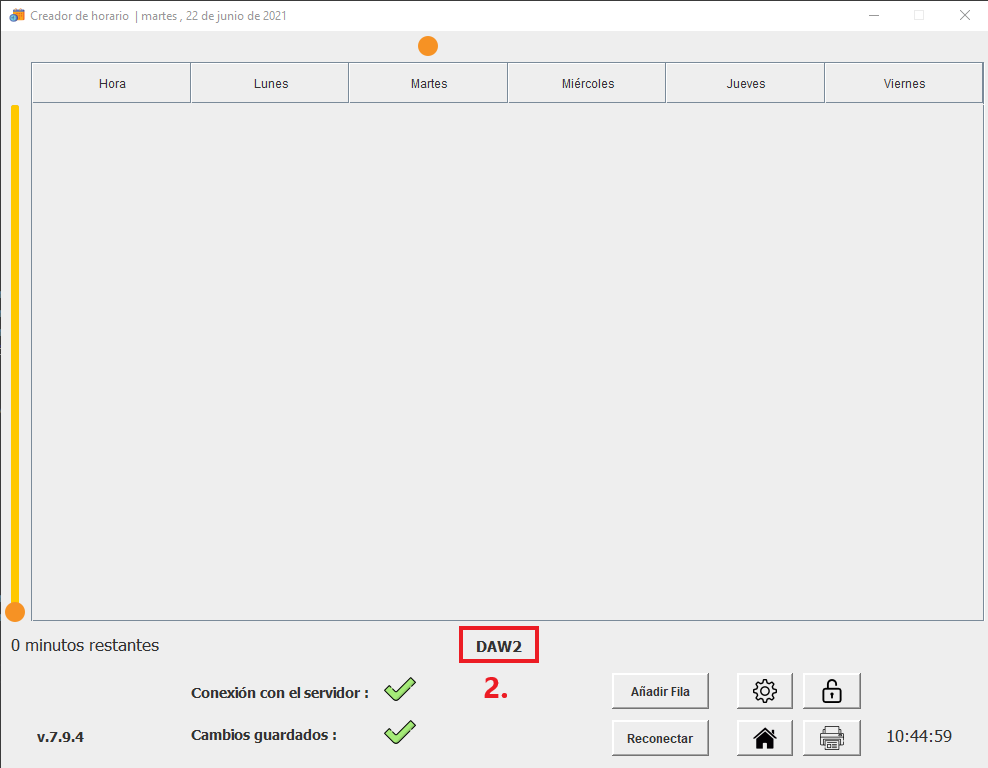 Creador de horario | martes , 22 de junio de 2021
Hora Lunes Martes Miércoles Jueves Viernes
0 minutos restantes
DAW2
Conexión con el servidor :
2.
Añadir Fila
v.7.9.4
Cambios guardados :
Reconectar
10:44:59